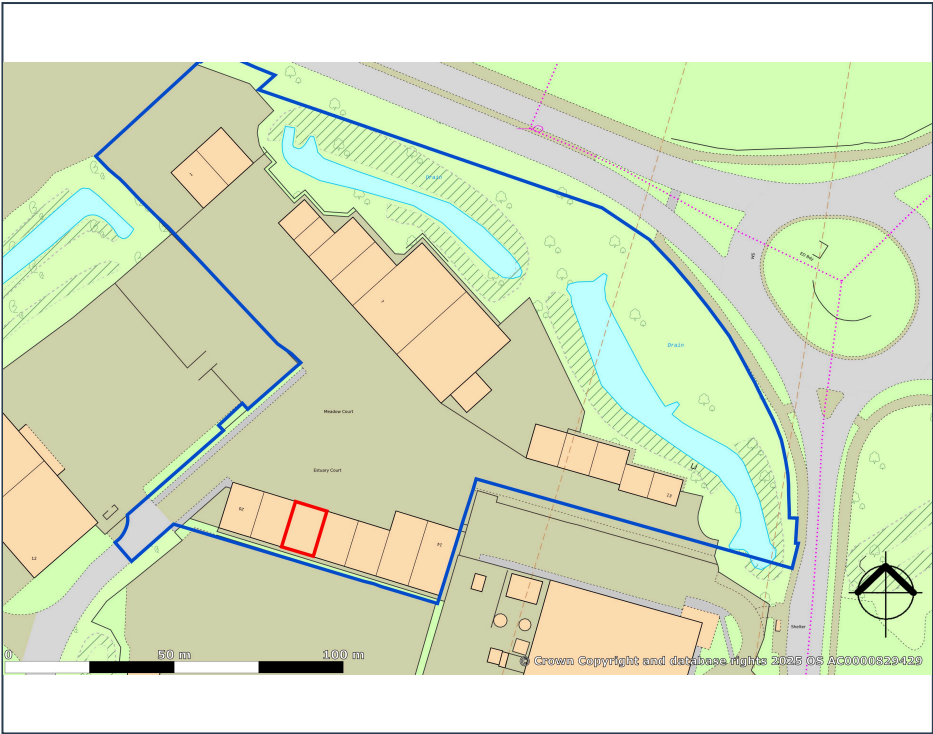 Drain
Drain
Meadow Court
Estuary Court
Shelter
0
50 m
100 m
© Crown Copyright and database rights 2025 OS AC0000829429